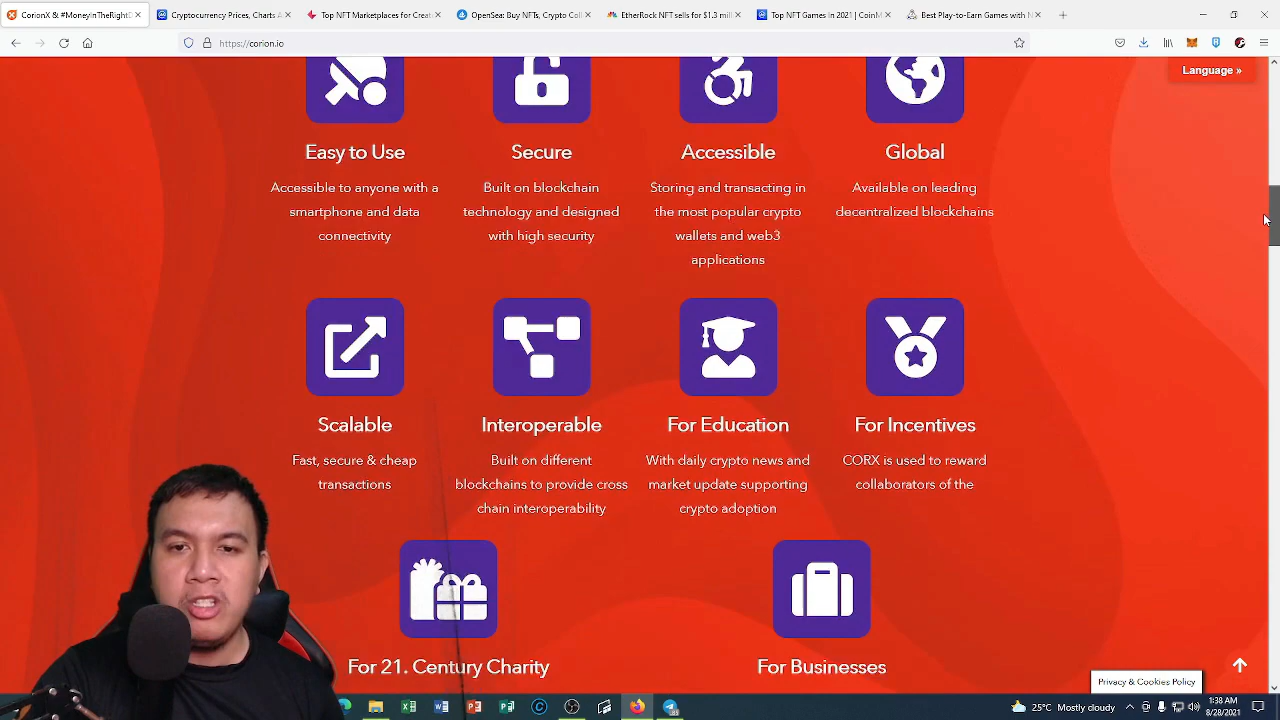 CorionX & #MoneyInTheRightD
Cryptocurrency Prices, Charts A
Top NFT Marketplaces for Creat
OpenSea: Buy NFTs, Crypto Coll
EtherRock NFT sells for
Top NFT Tokens in 2021 | CoinM
Best Play-to-Earn Games with N
https://corion.io
Language »
Easy to Use
Accessible to anyone with a
smartphone and data
connectivity
Secure
Built on blockchain
technology and designed
with high security
Accessible
Storing and transacting in
the most popular crypto
wallets and web3
applications
Global
Available on leading
decentralized blockchains
Scalable
Fast, secure & cheap
transactions
Interoperable
Built on different
blockchains to provide cross
chain interoperability
For Education
With daily crypto news and
market update supporting
crypto adoption
For Incentives
CORX is used to reward
collaborators of the
For 21. Century Charity
For Businesses
Privacy & Cookies Policy
25°C Mostly cloudy
1:38 AM
8/28/2021